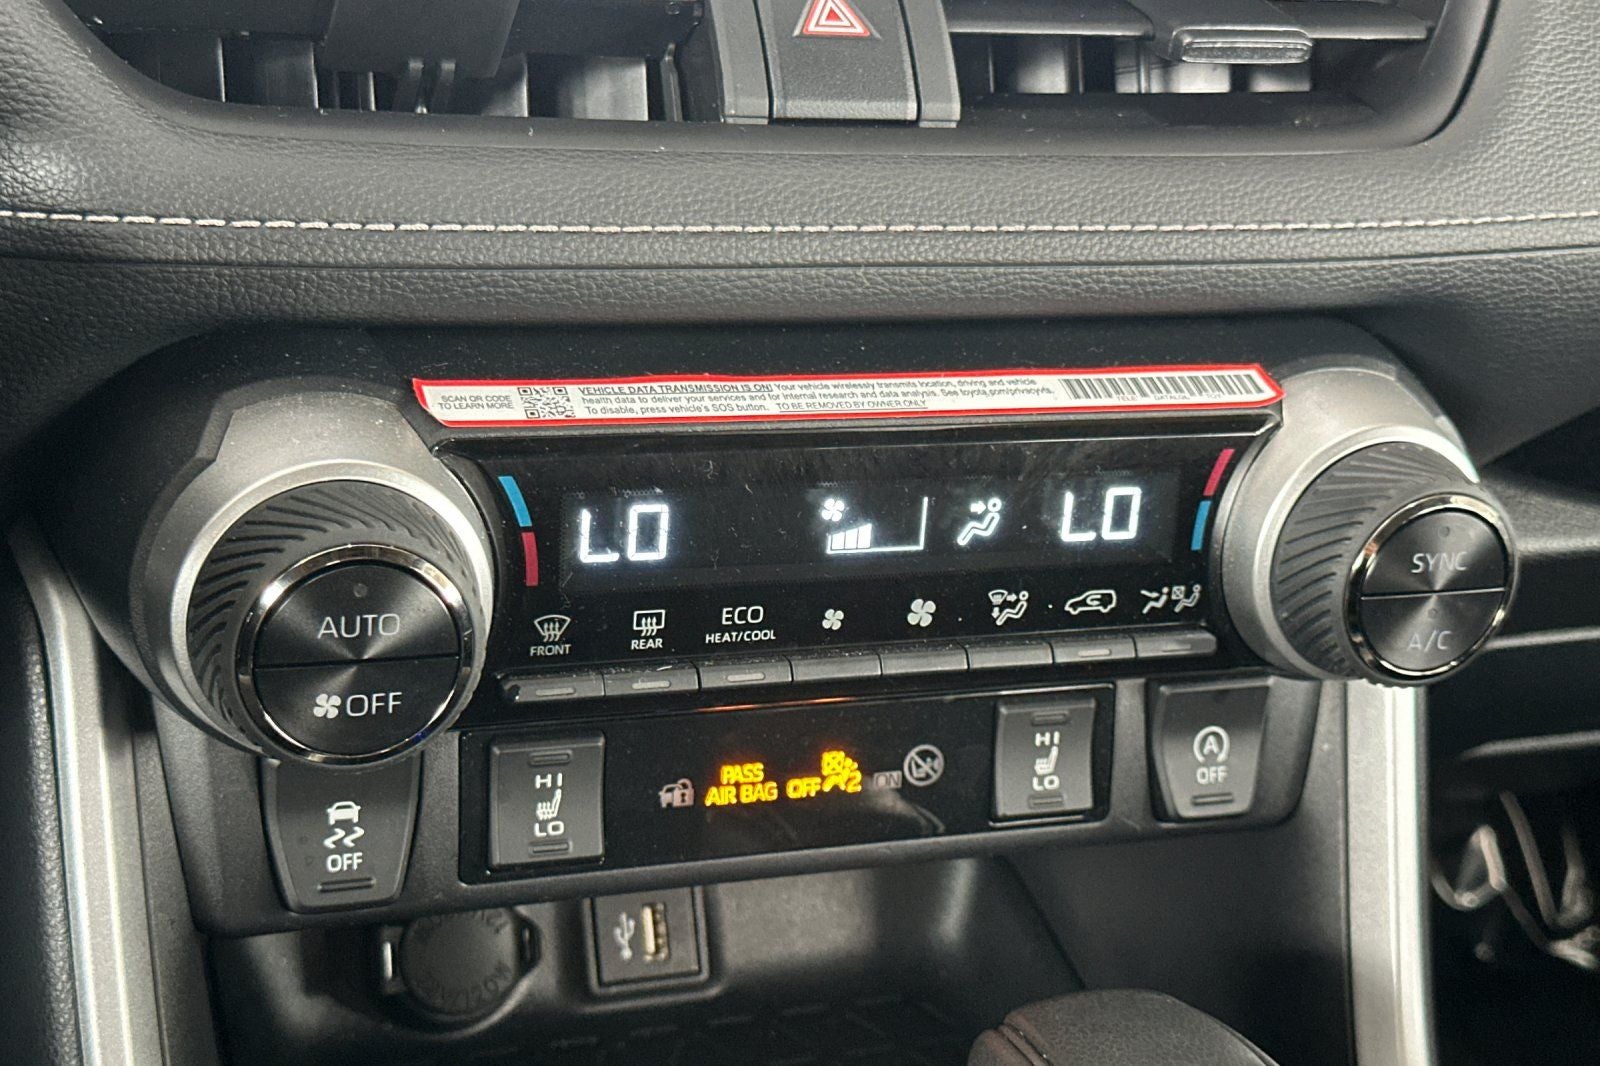 SCAN OR CODE
TO LEARN MORE
VEHICLE DATA TRANSMISSION IS ON! Your vehicle wirelessly transmits location, driving and vehicle
health data to deliver your services and for internal research and data analysis. See toyota.com/privacyvts.
To disable, press vehicle's SOS button. TO BE REMOVED BY OWNER ONLY
LO
LO
FRONT
REAR
ECO
HEAT/COOL
AUTO
OFF
SYNC
A/C
HI
LO
PASS
AIR BAG OFF 2
ON
HI
LO
A
OFF
OFF
12V